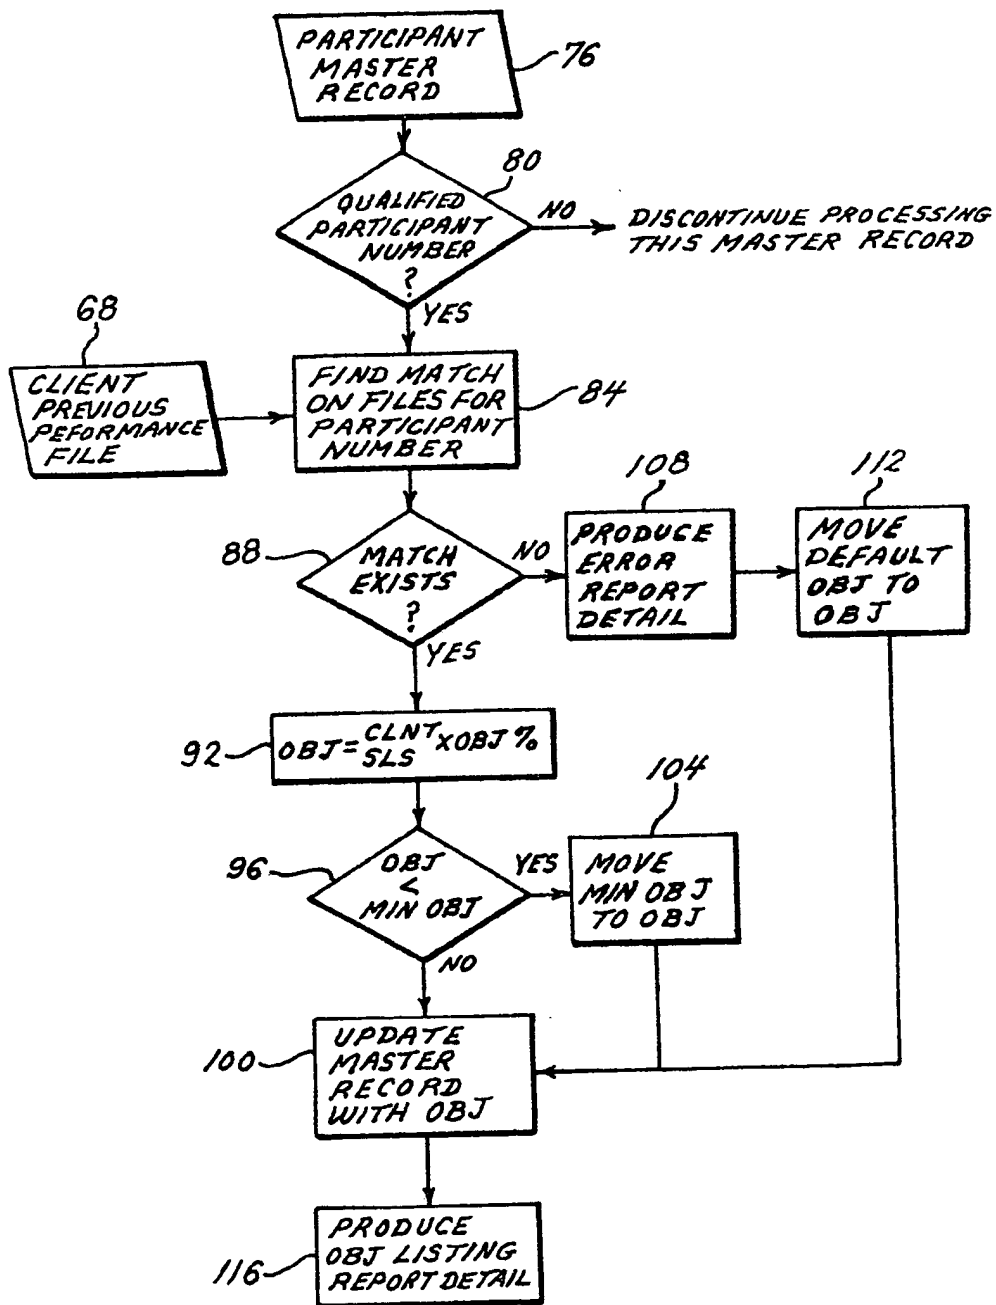 PARTICIPANT
MASTER
RECORD
76
80
QUALIFIED
PARTICIPANT
NUMBER
?
NO
DISCONTINUE PROCESSING
THIS MASTER RECORD
YES
68
CLIENT
PREVIOUS
PEFORMANCE
FILE
FIND MATCH
ON FILES FOR
PARTICIPANT
NUMBER
84
88
MATCH
EXISTS
?
NO
YES
108
PRODUCE
ERROR
REPORT
DETAIL
112
MOVE
DEFAULT
OBJ TO
OBJ
92
OBJ = CLNT SLS X OBJ %
96
OBJ
<
MIN OBJ
YES
NO
104
MOVE
MIN OBJ
TO OBJ
100
UPDATE
MASTER
RECORD
WITH OBJ
116
PRODUCE
OBJ LISTING
REPORT DETAIL